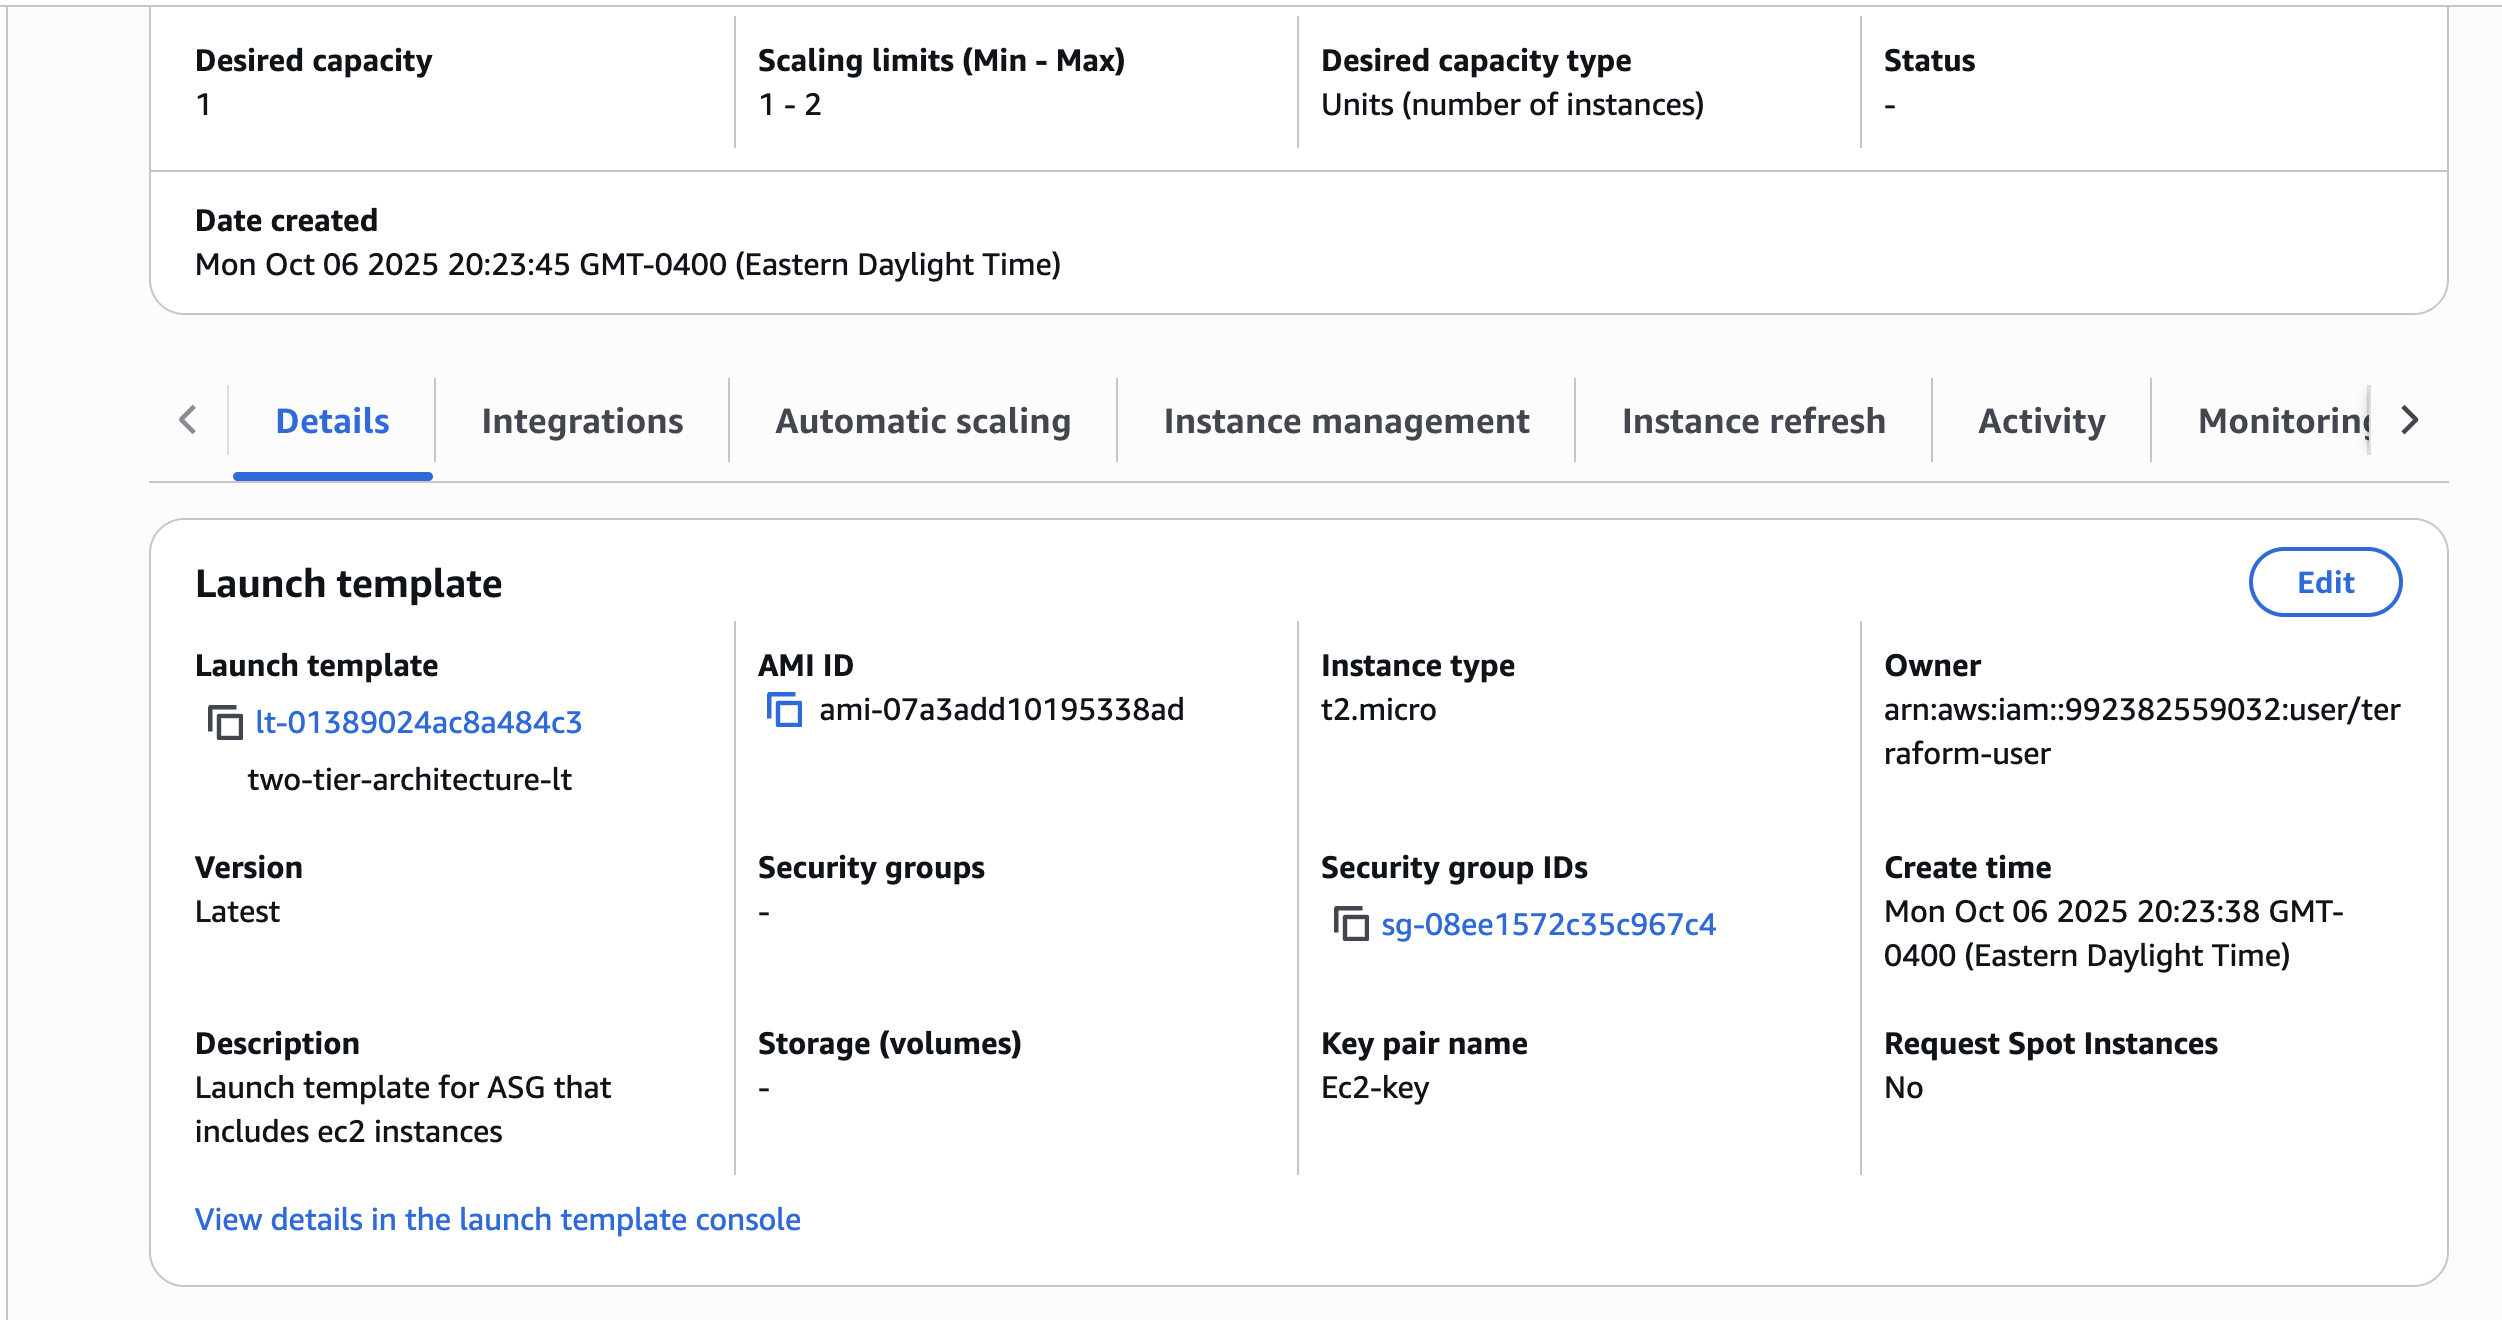 Desired capacity
1
Scaling limits (Min - Max)
1 - 2
Desired capacity type
Units (number of instances)
Status
-
Date created
Mon Oct 06 2025 20:23:45 GMT-0400 (Eastern Daylight Time)
Details
Integrations
Automatic scaling
Instance management
Instance refresh
Activity
Monitoring
Launch template
Edit
Launch template
lt-01389024ac8a484c3
two-tier-architecture-lt
AMI ID
ami-07a3add10195338ad
Instance type
t2.micro
Owner
arn:aws:iam::992382559032:user/ter
raform-user
Version
Latest
Security groups
-
Security group IDs
sg-08ee1572c35c967c4
Create time
Mon Oct 06 2025 20:23:38 GMT-
0400 (Eastern Daylight Time)
Description
Launch template for ASG that
includes ec2 instances
Storage (volumes)
-
Key pair name
Ec2-key
Request Spot Instances
No
View details in the launch template console